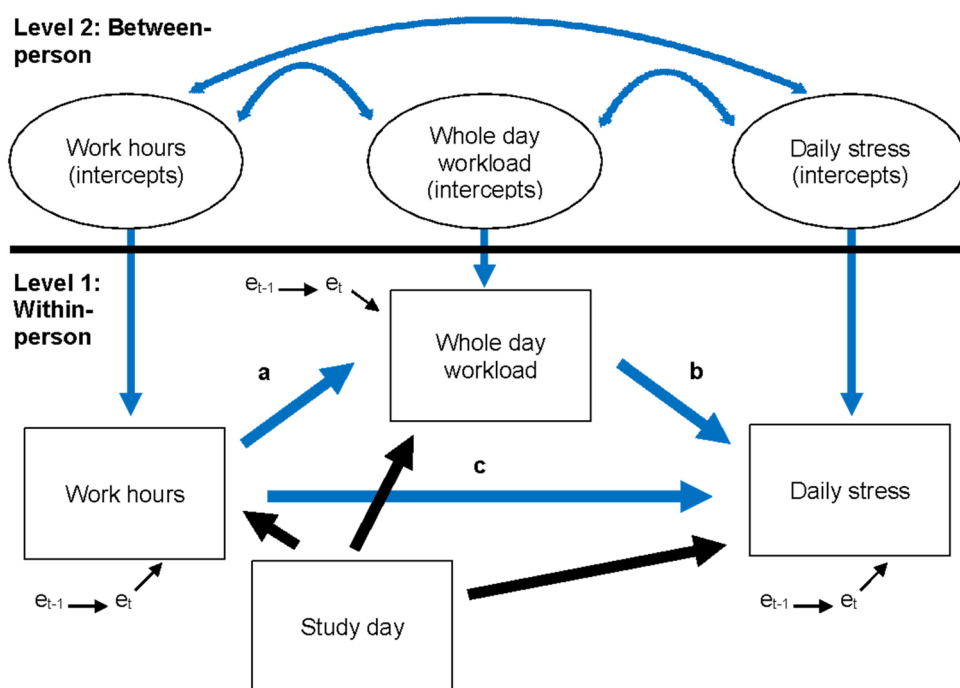 Level 2: Between-
person
Work hours
(intercepts)
Whole day
workload
(intercepts)
Daily stress
(intercepts)
Level 1:
Within-
person
et-1
et
Whole day
workload
a
b
c
Work hours
Daily stress
et-1
et
Study day
et-1
et